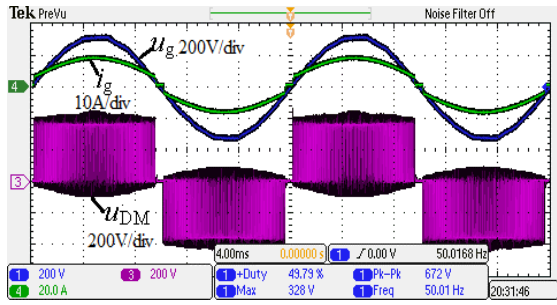 Tek PreVu Noise Filter Off
ug 200V/div
4
ig
10A/div
3
uDM
200V/div
4.00ms 0.00000 s 1 / 0.00 V 50.0168 Hz
1 200 V 3 200 V 1 +Duty 49.79 % 1 Pk-Pk 672 V
4 20.0 A 1 Max 328 V 1 Freq 50.01 Hz 20:31:46